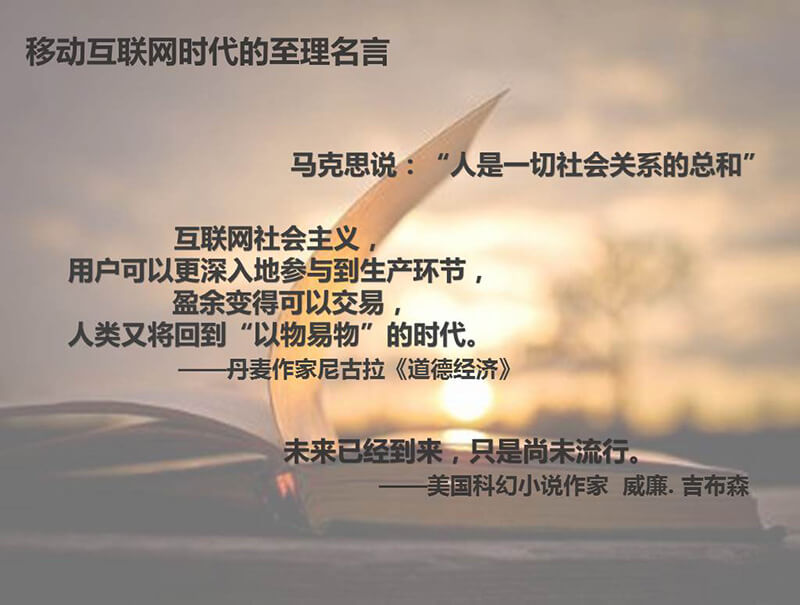 移动互联网时代的至理名言
马克思说：“人是一切社会关系的总和”
互联网社会主义，
用户可以更深入地参与到生产环节，
盈余变得可以交易，
人类又将回到“以物易物”的时代。
——丹麦作家尼古拉《道德经济》
未来已经到来，只是尚未流行。
——美国科幻小说作家 威廉. 吉布森